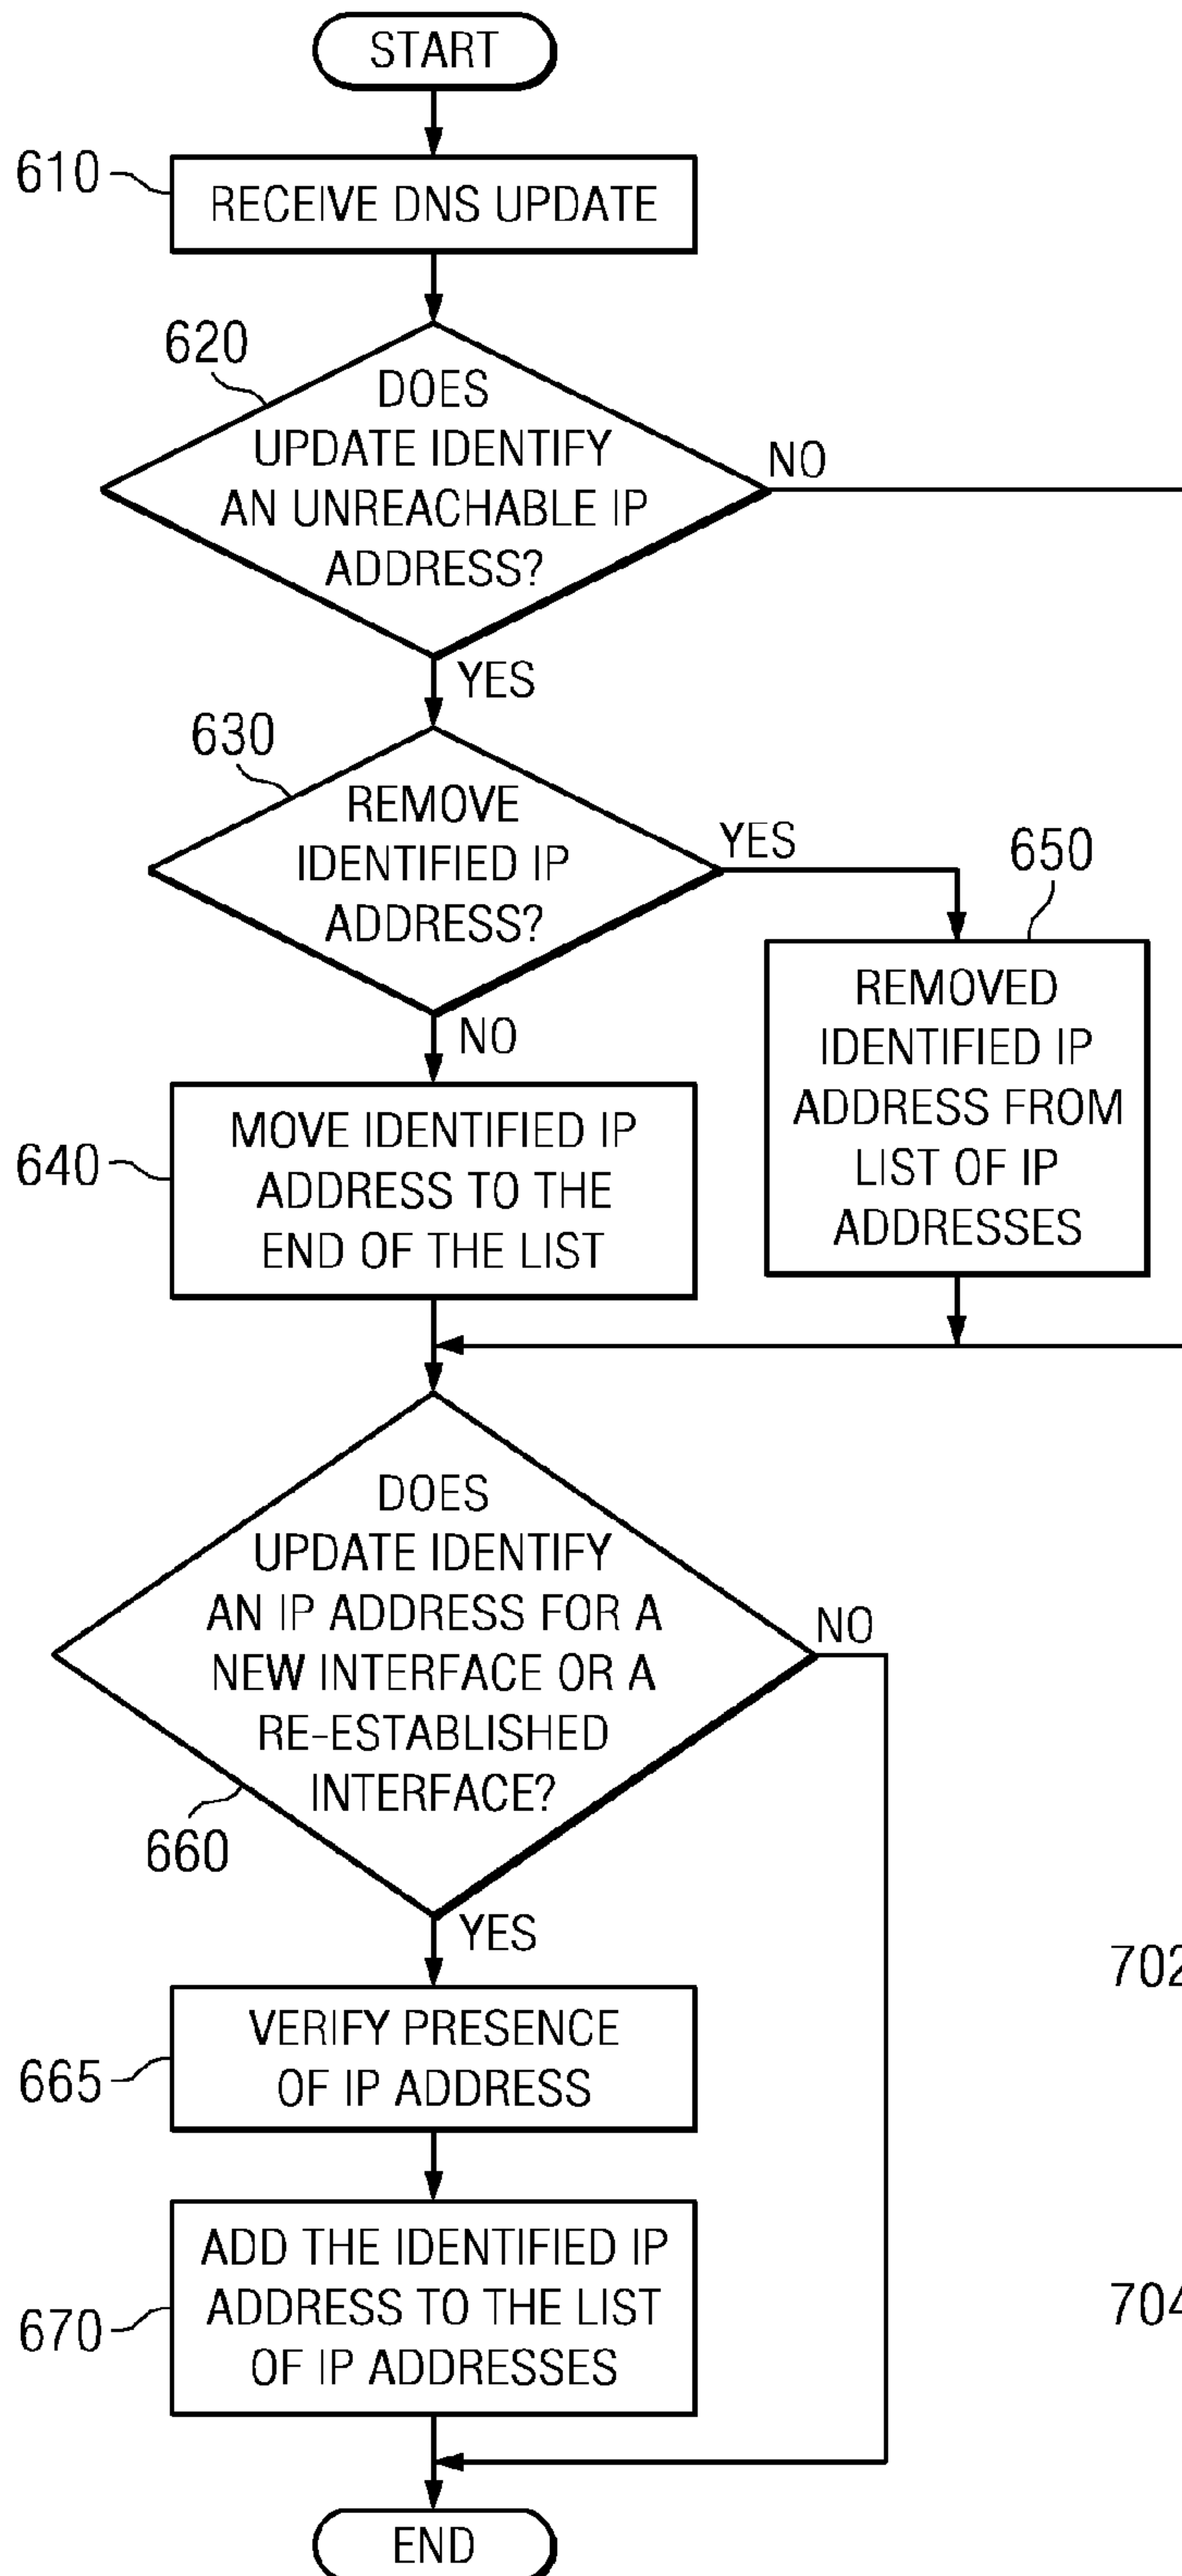 START
610
RECEIVE DNS UPDATE
620
DOES
UPDATE IDENTIFY
AN UNREACHABLE IP
ADDRESS?
NO
YES
630
REMOVE
IDENTIFIED IP
ADDRESS?
YES
650
REMOVED
IDENTIFIED IP
ADDRESS FROM
LIST OF IP
ADDRESSES
NO
640
MOVE IDENTIFIED IP
ADDRESS TO THE
END OF THE LIST
DOES
UPDATE IDENTIFY
AN IP ADDRESS FOR A
NEW INTERFACE OR A
RE-ESTABLISHED
INTERFACE?
NO
660
YES
702
665
VERIFY PRESENCE
OF IP ADDRESS
670
ADD THE IDENTIFIED IP
ADDRESS TO THE LIST
OF IP ADDRESSES
704
END